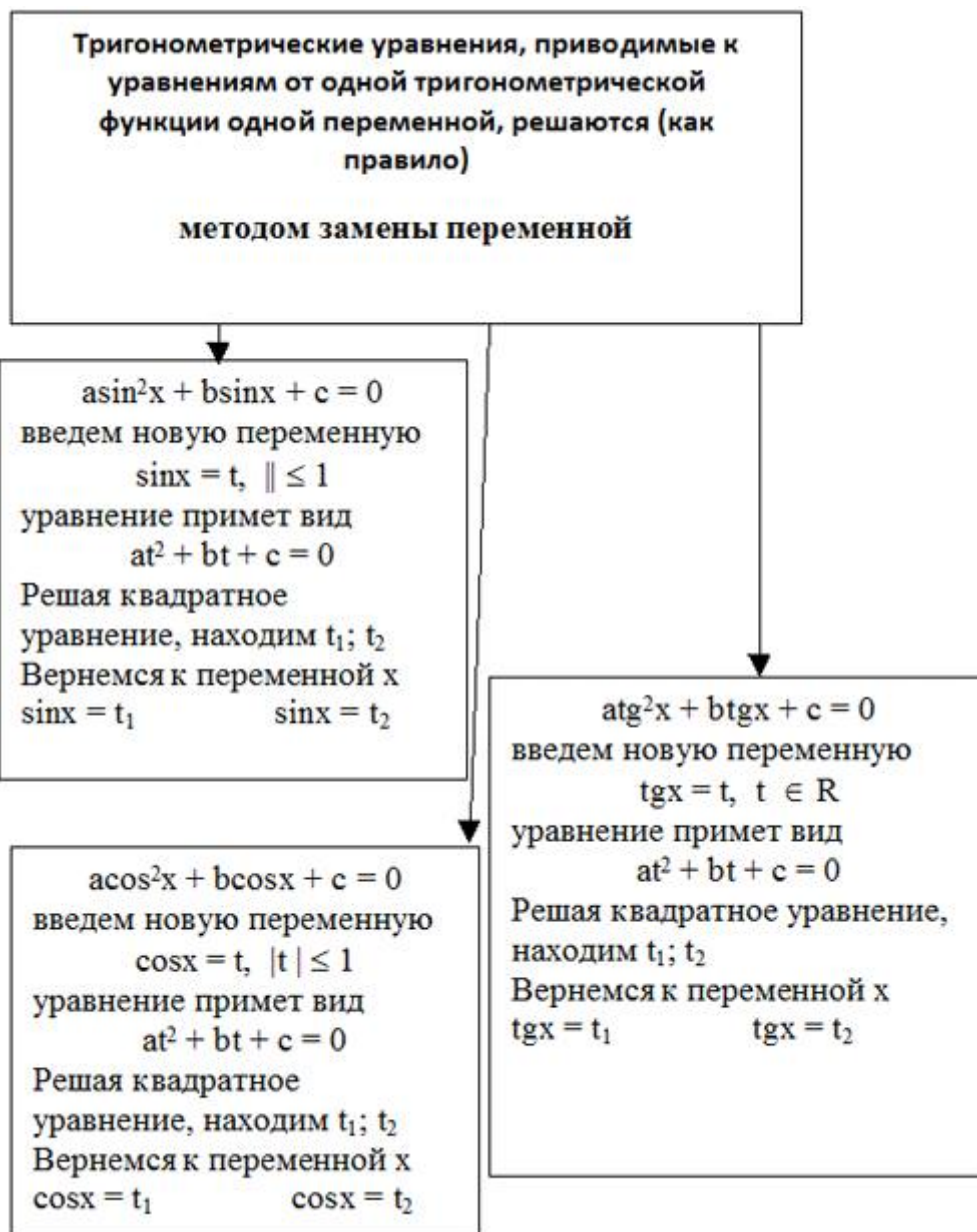 Тригонометрические уравнения, приводимые к
уравнениям от одной тригонометрической
функции одной переменной, решаются (как
правило)
методом замены переменной
asin²x + bsinx + c = 0
введем новую переменную
sinx = t, || ≤ 1
уравнение примет вид
at² + bt + c = 0
Решая квадратное
уравнение, находим t₁; t₂
Вернемся к переменной x
sinx = t₁ sinx = t₂
acos²x + bcosx + c = 0
введем новую переменную
cosx = t, |t | ≤ 1
уравнение примет вид
at² + bt + c = 0
Решая квадратное
уравнение, находим t₁; t₂
Вернемся к переменной x
cosx = t₁ cosx = t₂
atg²x + btgx + c = 0
введем новую переменную
tgx = t, t ∈ R
уравнение примет вид
at² + bt + c = 0
Решая квадратное уравнение,
находим t₁; t₂
Вернемся к переменной x
tgx = t₁ tgx = t₂